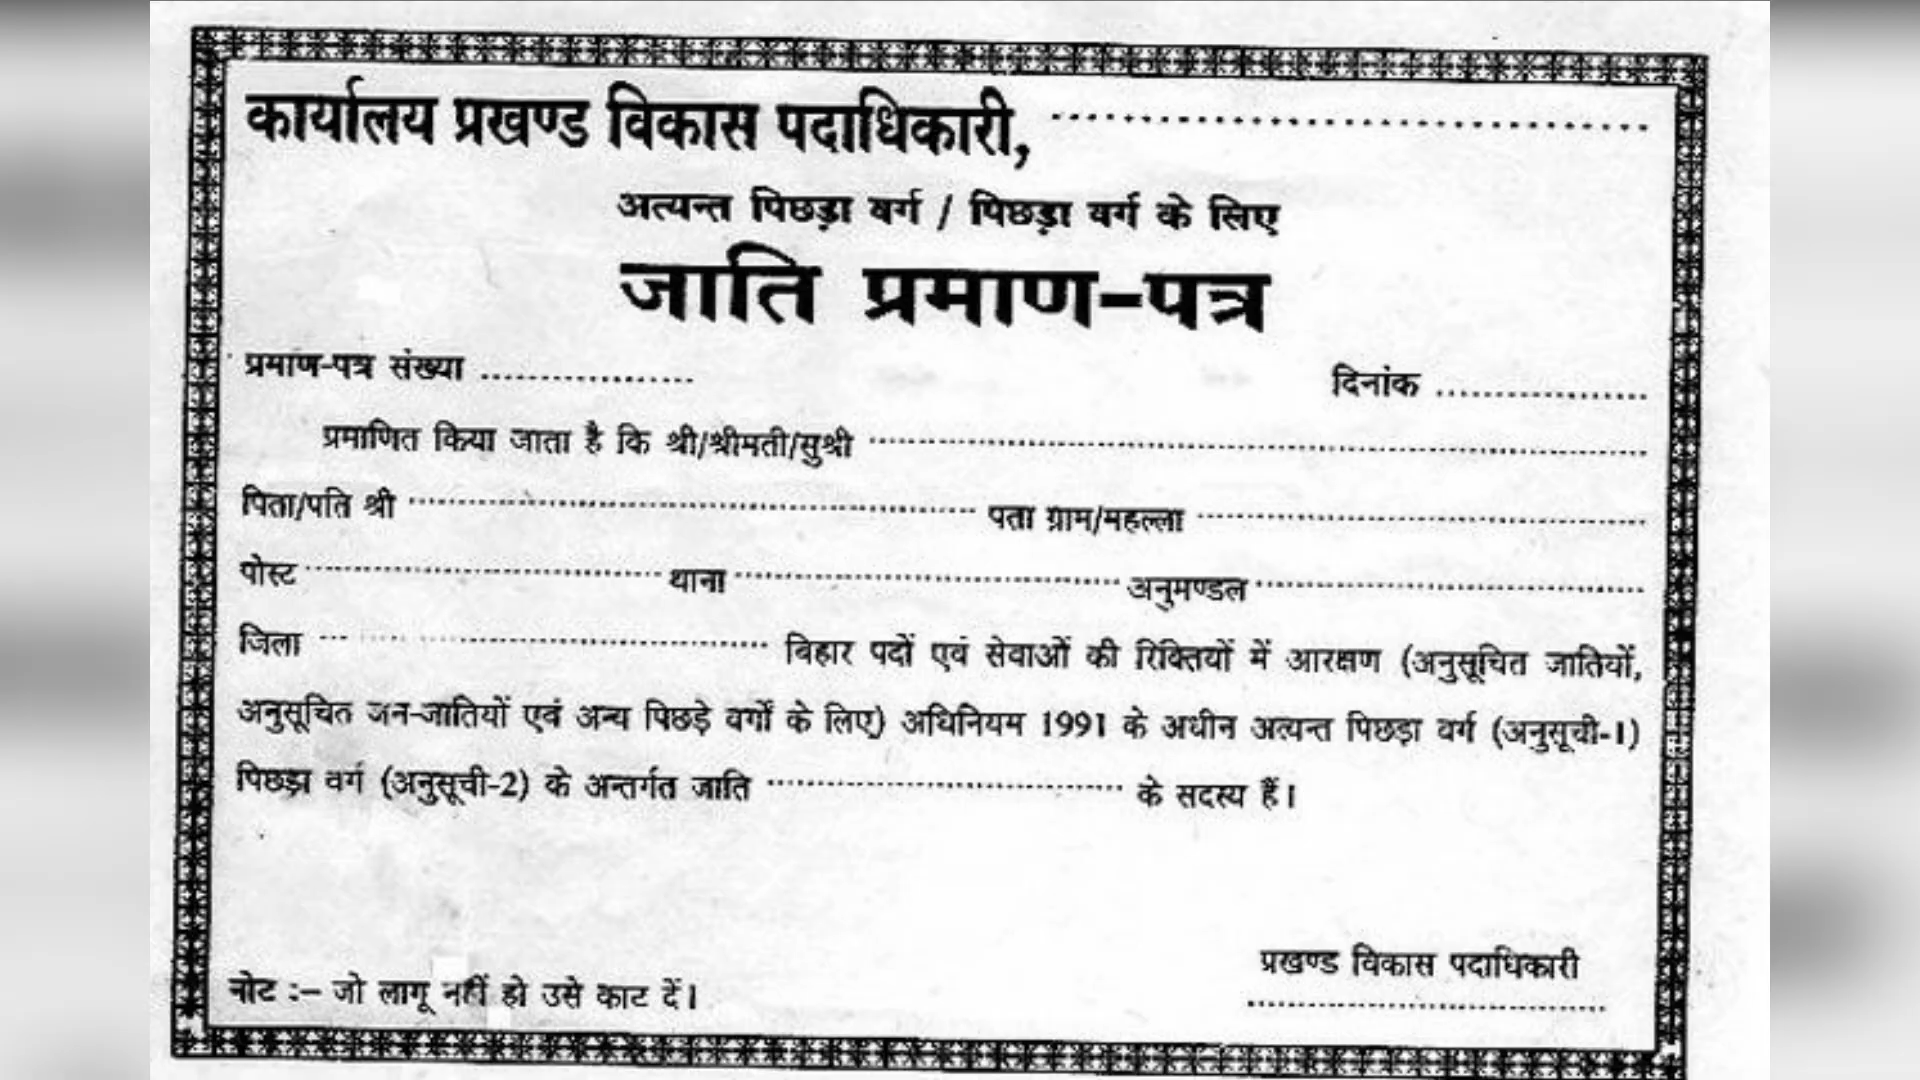 कार्यालय प्रखण्ड विकास पदाधिकारी, ..............................
अत्यन्त पिछड़ा वर्ग / पिछड़ा वर्ग के लिए
जाति प्रमाण-पत्र
प्रमाण-पत्र संख्या .................... दिनांक ....................
प्रमाणित किया जाता है कि श्री/श्रीमती/सुश्री ..............................
पिता/पति श्री .............................. पता ग्राम/महल्ला ..............................
पोस्ट .............................. थाना .............................. अनुमण्डल ..............................
जिला .............................. बिहार पदों एवं सेवाओं की रिक्तियों में आरक्षण (अनुसूचित जातियों,
अनुसूचित जन-जातियों एवं अन्य पिछड़े वर्गों के लिए) अधिनियम 1991 के अधीन अत्यन्त पिछड़ा वर्ग (अनुसूची-1)
पिछड़ा वर्ग (अनुसूची-2) के अन्तर्गत जाति .............................. के सदस्य हैं।
प्रखण्ड विकास पदाधिकारी
..............................
नोट :– जो लागू नहीं हो उसे काट दें।